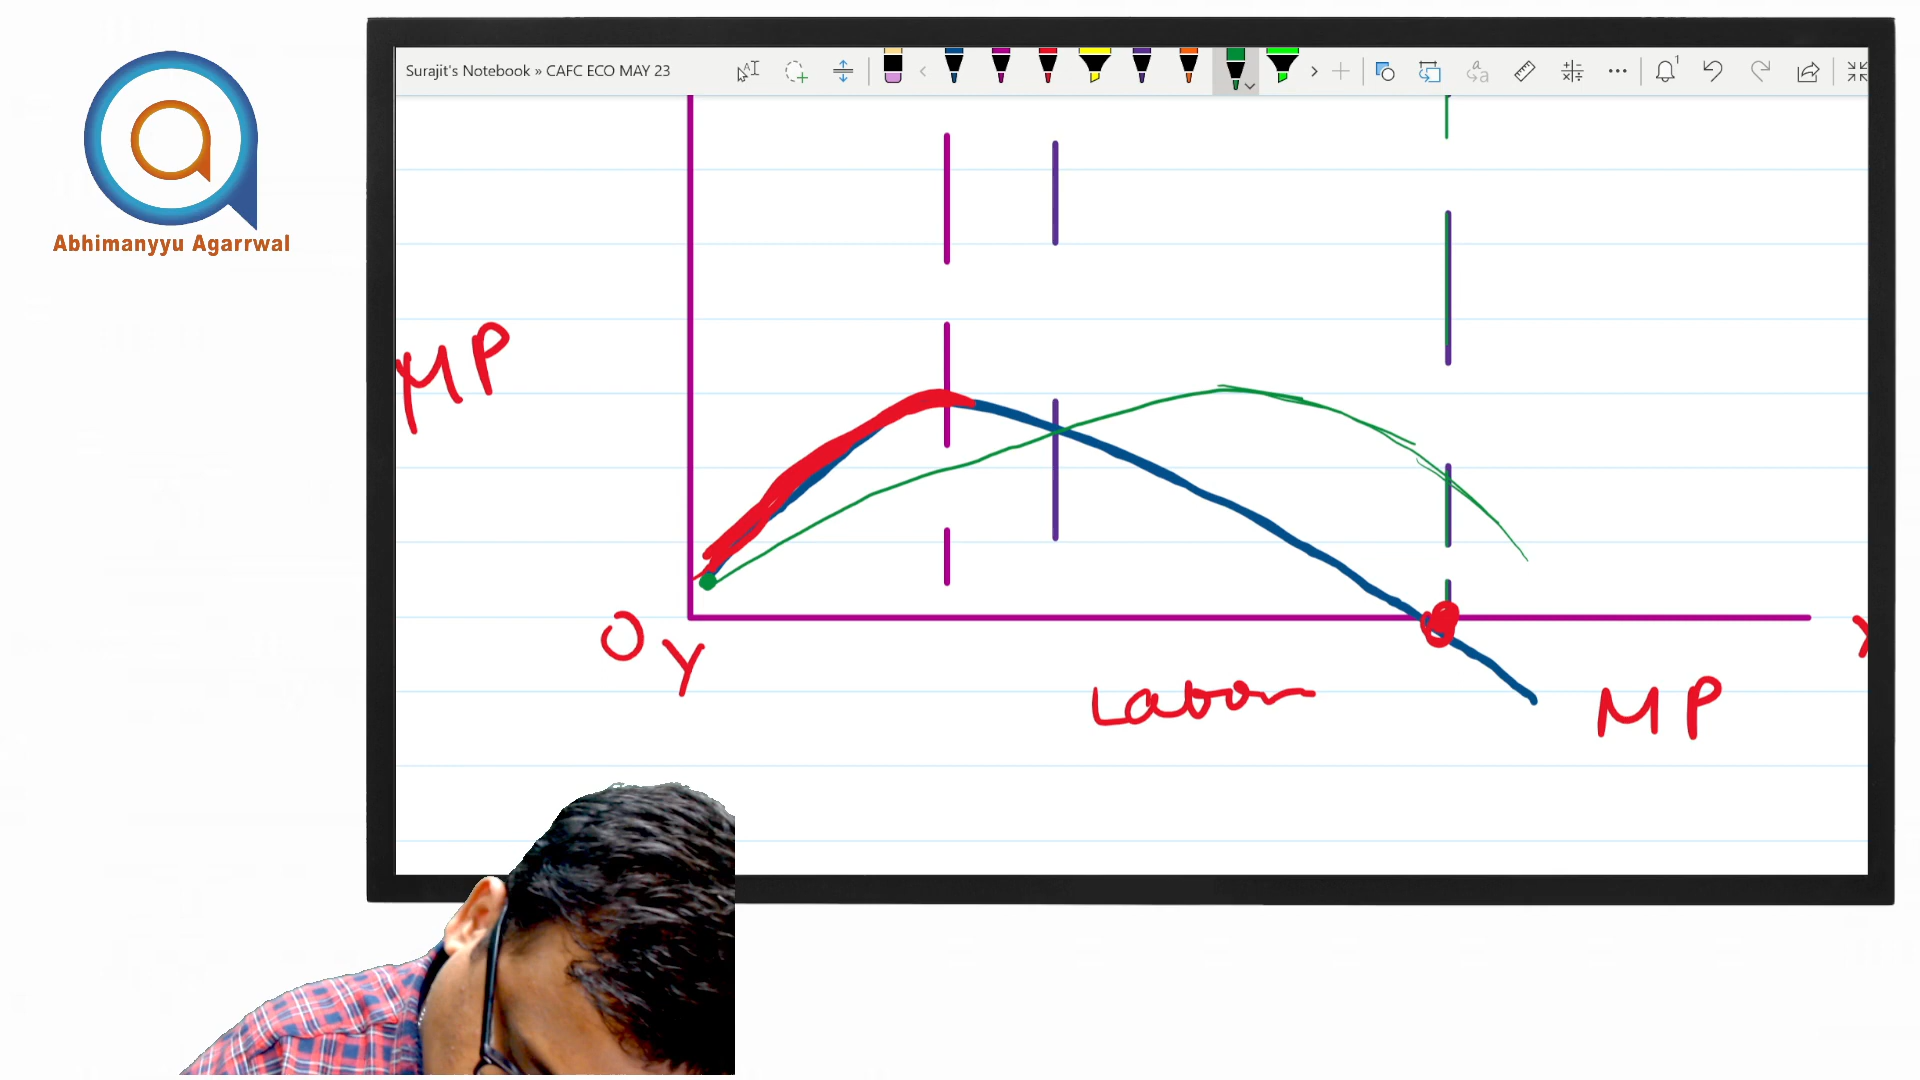 Surajit's Notebook » CAFC ECO MAY 23
Abhimanyyu Agarrwal
MP
O
Y
Labor
MP